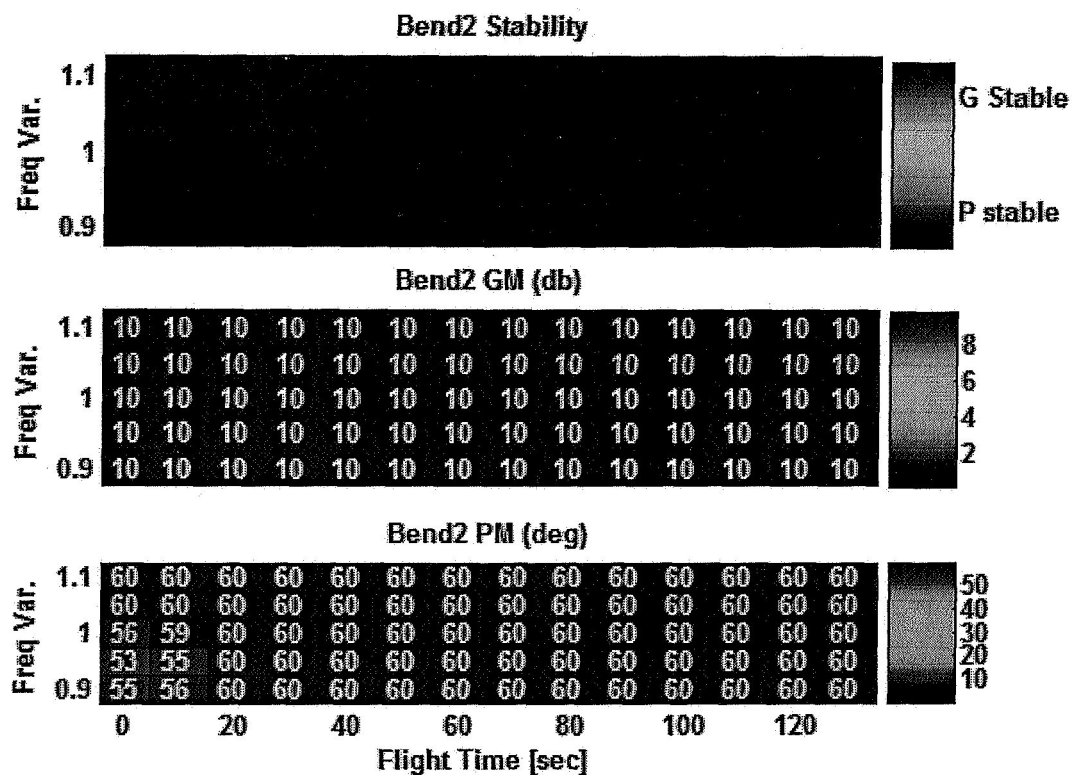 Bend2 Stability
Freq Var.
1.1
1
0.9
G Stable
P stable
Bend2 GM (db)
Freq Var.
1.1 10 10 10 10 10 10 10 10 10 10 10 10 10 10
10 10 10 10 10 10 10 10 10 10 10 10 10 10
1 10 10 10 10 10 10 10 10 10 10 10 10 10 10
10 10 10 10 10 10 10 10 10 10 10 10 10 10
0.9 10 10 10 10 10 10 10 10 10 10 10 10 10 10
8
6
4
2
Bend2 PM (deg)
Freq Var.
1.1 60 60 60 60 60 60 60 60 60 60 60 60 60 60
60 60 60 60 60 60 60 60 60 60 60 60 60 60
1 56 59 60 60 60 60 60 60 60 60 60 60 60 60
53 55 60 60 60 60 60 60 60 60 60 60 60 60
0.9 55 56 60 60 60 60 60 60 60 60 60 60 60 60
50
40
30
20
10
0 20 40 60 80 100 120
Flight Time [sec]